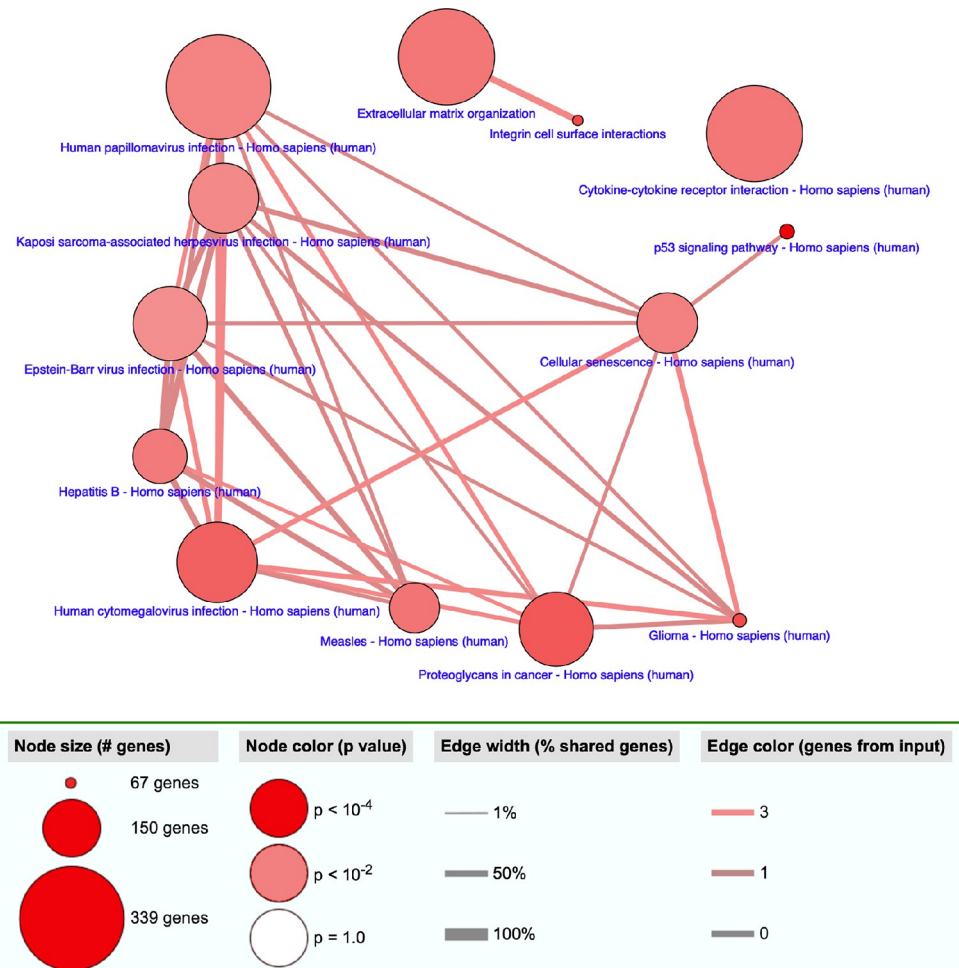 Extracellular matrix organization
Integrin cell surface interactions
Human papillomavirus infection - Homo sapiens (human)
Cytokine-cytokine receptor interaction - Homo sapiens (human)
Kaposi sarcoma-associated herpesvirus infection - Homo sapiens (human)
p53 signaling pathway - Homo sapiens (human)
Epstein-Barr virus infection - Homo sapiens (human)
Cellular senescence - Homo sapiens (human)
Hepatitis B - Homo sapiens (human)
Human cytomegalovirus infection - Homo sapiens (human)
Measles - Homo sapiens (human)
Glioma - Homo sapiens (human)
Proteoglycans in cancer - Homo sapiens (human)
Node size (# genes)
67 genes
150 genes
339 genes
Node color (p value)
p < 10⁻⁴
p < 10⁻²
p = 1.0
Edge width (% shared genes)
1%
50%
100%
Edge color (genes from input)
3
1
0